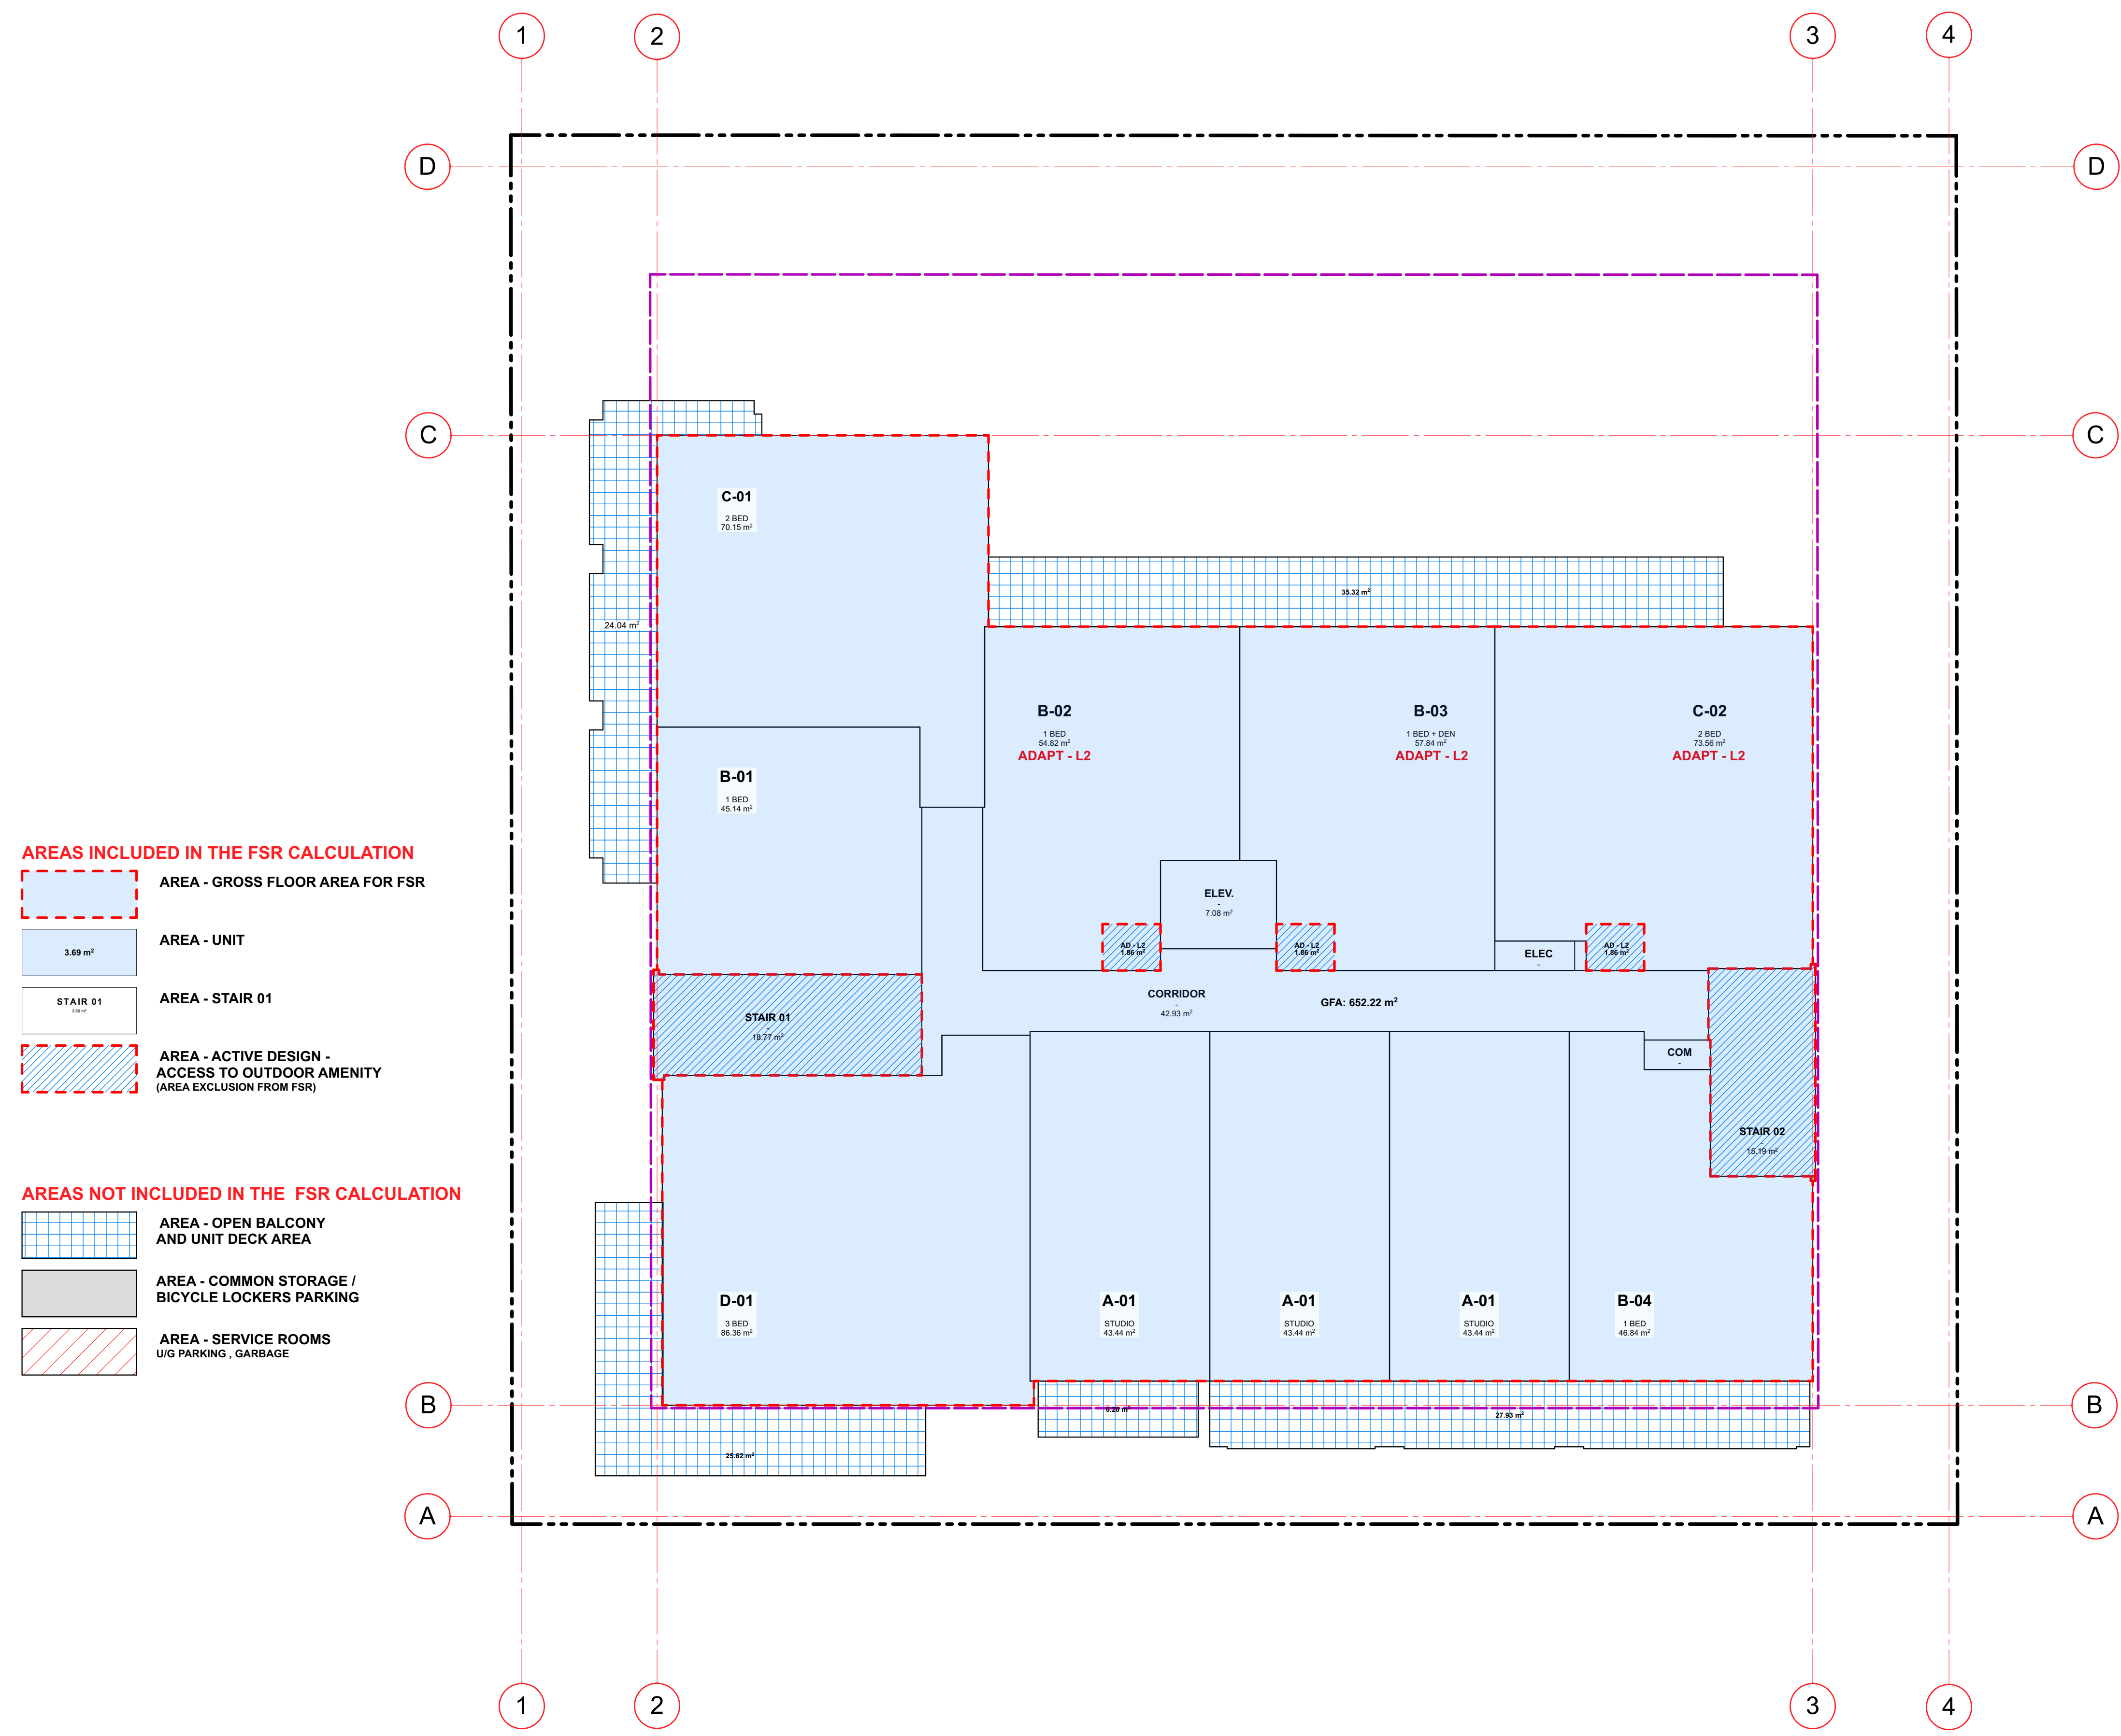 1
2
3
4
D
D
C
C
C-01
2 BED
70.15 m²
35.32 m²
24.04 m²
B-02
1 BED
54.82 m²
ADAPT - L2
B-03
1 BED + DEN
57.84 m²
ADAPT - L2
C-02
2 BED
73.56 m²
ADAPT - L2
B-01
1 BED
45.14 m²
ELEV.
-
7.08 m²
AD - L2
1.86 m²
AD - L2
1.86 m²
AD - L2
1.86 m²
ELEC
-
CORRIDOR
-
42.93 m²
GFA: 652.22 m²
STAIR 01
-
18.77 m²
COM
-
STAIR 02
-
15.19 m²
D-01
3 BED
86.36 m²
A-01
STUDIO
43.44 m²
A-01
STUDIO
43.44 m²
A-01
STUDIO
43.44 m²
B-04
1 BED
46.84 m²
B
B
6.26 m²
27.93 m²
25.62 m²
A
A
1
2
3
4
AREAS INCLUDED IN THE FSR CALCULATION
AREA - GROSS FLOOR AREA FOR FSR
3.69 m²
AREA - UNIT
STAIR 01
3.69 m²
AREA - STAIR 01
AREA - ACTIVE DESIGN -
ACCESS TO OUTDOOR AMENITY
(AREA EXCLUSION FROM FSR)
AREAS NOT INCLUDED IN THE FSR CALCULATION
AREA - OPEN BALCONY
AND UNIT DECK AREA
AREA - COMMON STORAGE /
BICYCLE LOCKERS PARKING
AREA - SERVICE ROOMS
U/G PARKING , GARBAGE